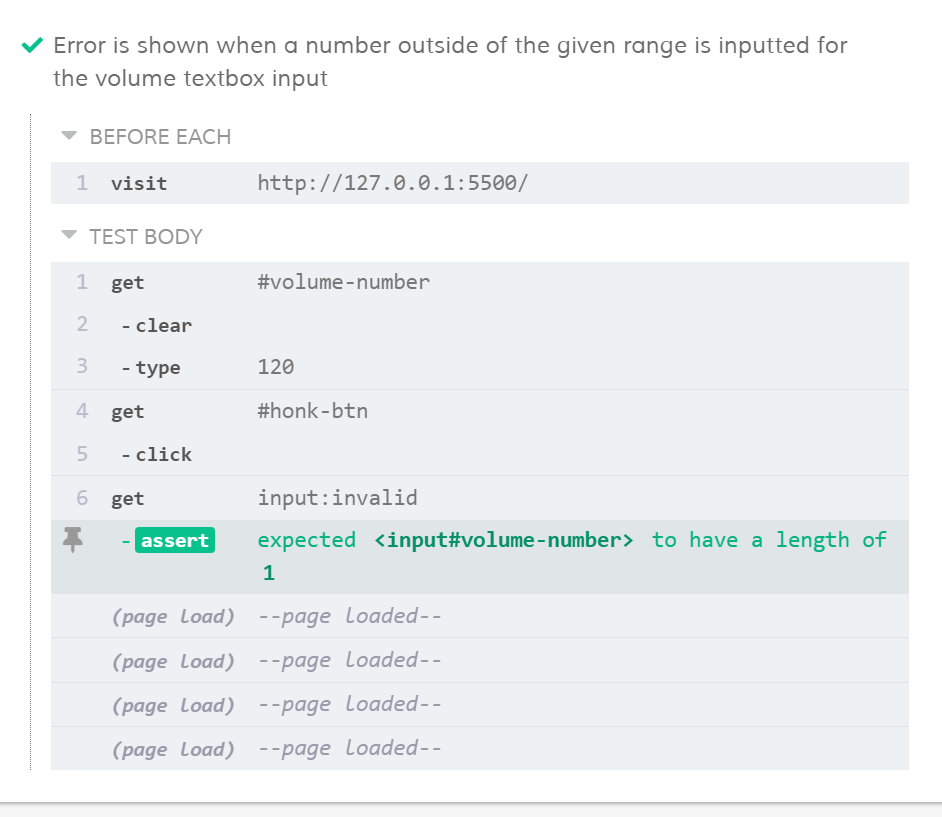 Error is shown when a number outside of the given range is inputted for
the volume textbox input
BEFORE EACH
1 visit http://127.0.0.1:5500/
TEST BODY
1 get #volume-number
2 -clear
3 -type 120
4 get #honk-btn
5 -click
6 get input:invalid
-assert expected <input#volume-number> to have a length of
1
(page load) --page loaded--
(page load) --page loaded--
(page load) --page loaded--
(page load) --page loaded--